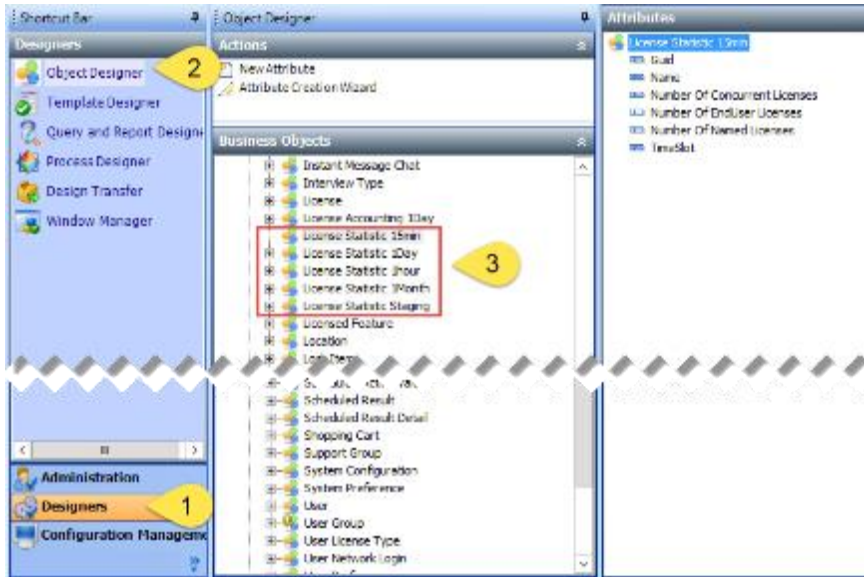 Shortcut Bar
Designers
Object Designer
2
Template Designer
Query and Report Designe
Process Designer
Design Transfer
Window Manager
Administration
Designers
1
Configuration Manageme
Object Designer
Actions
New Attribute
Attribute Creation Wizard
Business Objects
Instant Message Chat
Interview Type
License
License Accounting 1Day
License Statistic 15min
License Statistic 1Day
License Statistic 1hour
License Statistic 1Month
License Statistic Staging
3
Licensed Feature
Location
Scheduled Result
Scheduled Result Detail
Shopping Cart
Support Group
System Configuration
System Preference
User
User Group
User License Type
User Network Login
Attributes
License Statistic 15min
Guid
Name
Number Of Concurrent Licenses
Number Of EndUser Licenses
Number Of Named Licenses
TimeSlot